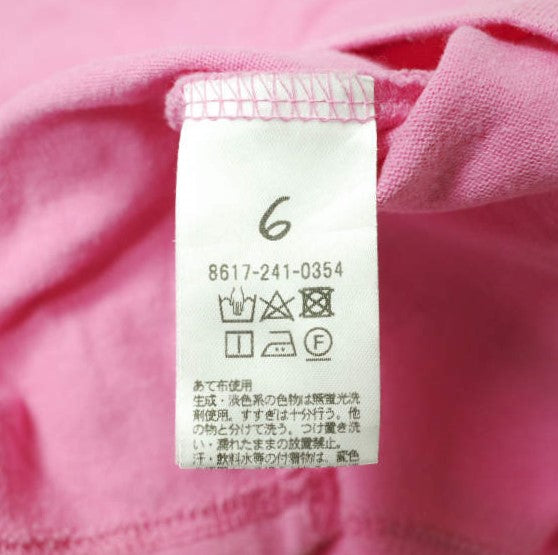 6
8617-241-0354
F
あて布使用
生成・淡色系の色物は無蛍光洗
剤使用。すすぎは十分行う。他
の物と分けて洗う。つけ置き洗
い・濡れたままの放置禁止。
汗・飲料水等の付着物は、変色